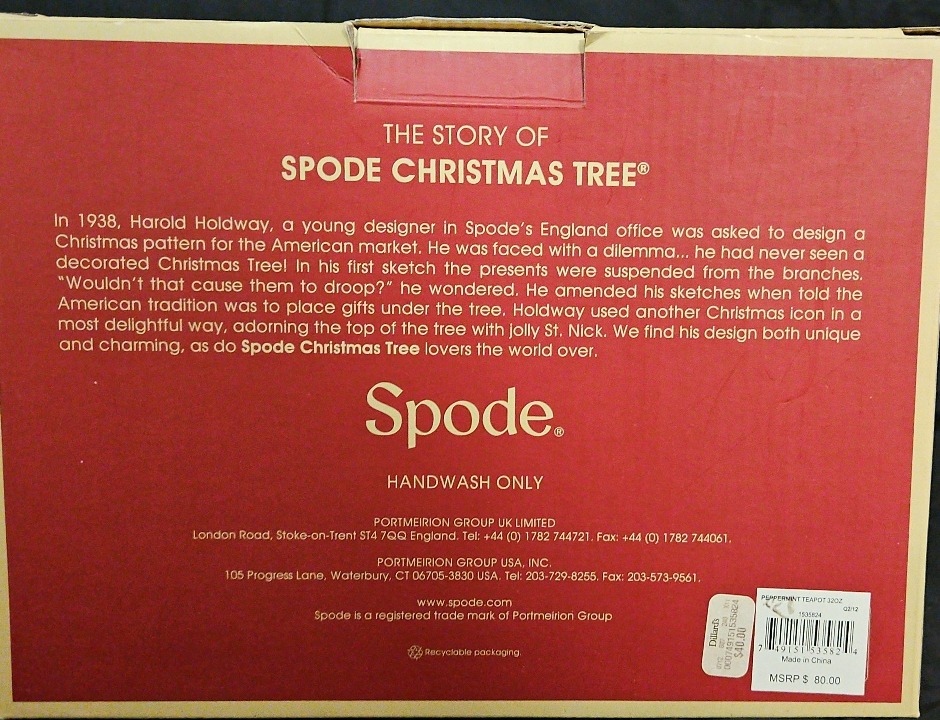 THE STORY OF
SPODE CHRISTMAS TREE®
In 1938, Harold Holdway, a young designer in Spode's England office was asked to design a
Christmas pattern for the American market. He was faced with a dilemma... he had never seen a
decorated Christmas Tree! In his first sketch the presents were suspended from the branches.
"Wouldn't that cause them to droop?" he wondered. He amended his sketches when told the
American tradition was to place gifts under the tree. Holdway used another Christmas icon in a
most delightful way, adorning the top of the tree with jolly St. Nick. We find his design both unique
and charming, as do Spode Christmas Tree lovers the world over.
Spode®
HANDWASH ONLY
PORTMEIRION GROUP UK LIMITED
London Road, Stoke-on-Trent ST4 7QQ England. Tel: +44 (0) 1782 744721. Fax: +44 (0) 1782 744061.
PORTMEIRION GROUP USA, INC.
105 Progress Lane, Waterbury, CT 06705-3830 USA. Tel: 203-729-8255. Fax: 203-573-9561.
www.spode.com
Spode is a registered trade mark of Portmeirion Group
Recyclable packaging.
Dillard's
000749151535824
$40.00
PEPPERMINT TEAPOT 32OZ
Q2/12
1535824
7 49151 53582 4
Made in China
MSRP $ 80.00